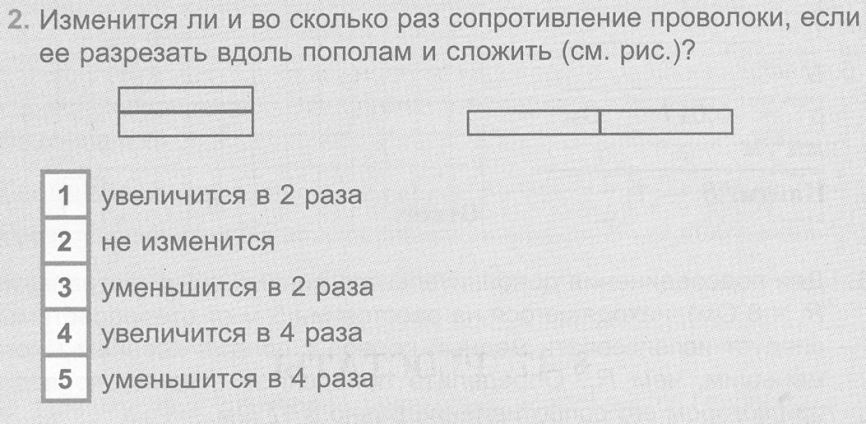 2. Изменится ли и во сколько раз сопротивление проволоки, если
ее разрезать вдоль пополам и сложить (см. рис.)?
1 увеличится в 2 раза
2 не изменится
3 уменьшится в 2 раза
4 увеличится в 4 раза
5 уменьшится в 4 раза